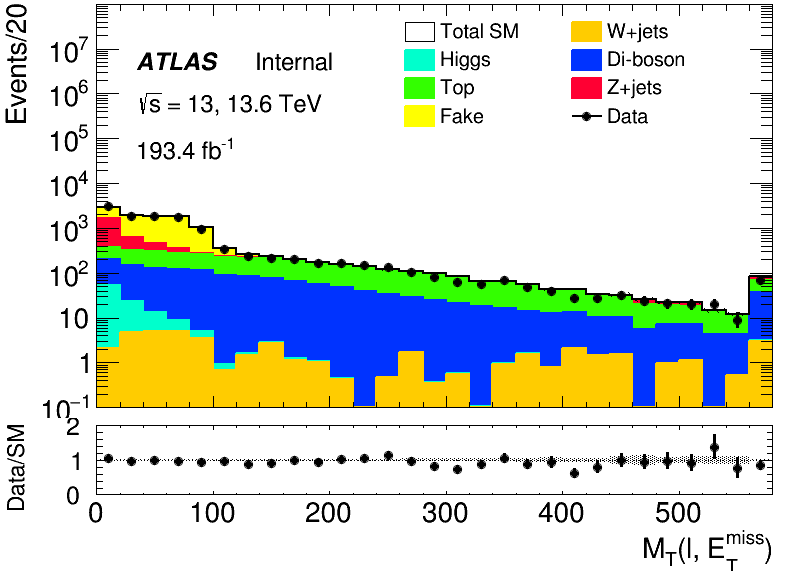 Events/20
10⁷
10⁶
10⁵
10⁴
10³
10²
10
1
10⁻¹
ATLAS Internal
√s = 13, 13.6 TeV
193.4 fb⁻¹
Total SM
Higgs
Top
Fake
W+jets
Di-boson
Z+jets
Data
Data/SM
2
1
0
0 100 200 300 400 500
M_T(l, E_T^miss)